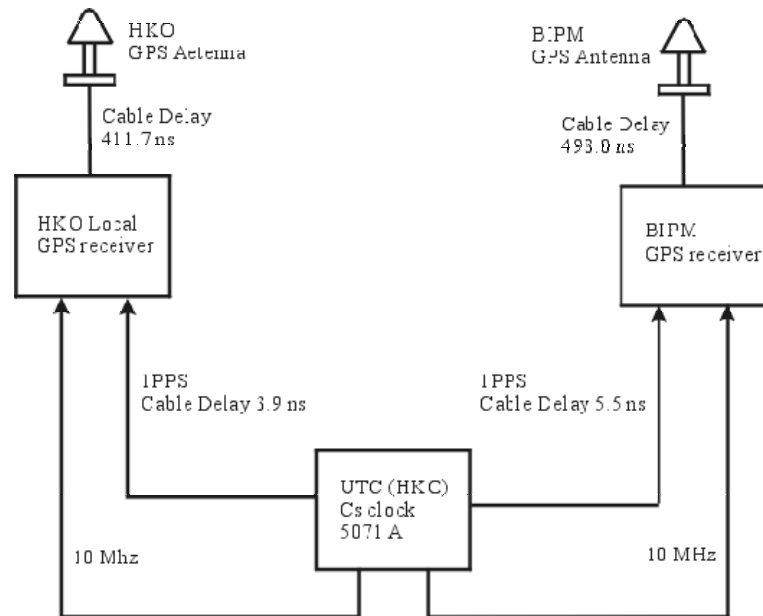 HKO
GPS Aetenna
BIPM
GPS Antenna
Cable Delay
411.7 ns
Cable Delay
493.0 ns
HKO Local
GPS receiver
BIPM
GPS receiver
1PPS
Cable Delay 3.9 ns
1PPS
Cable Delay 5.5 ns
UTC (HKC)
Cs clock
5071 A
10 Mhz
10 MHz